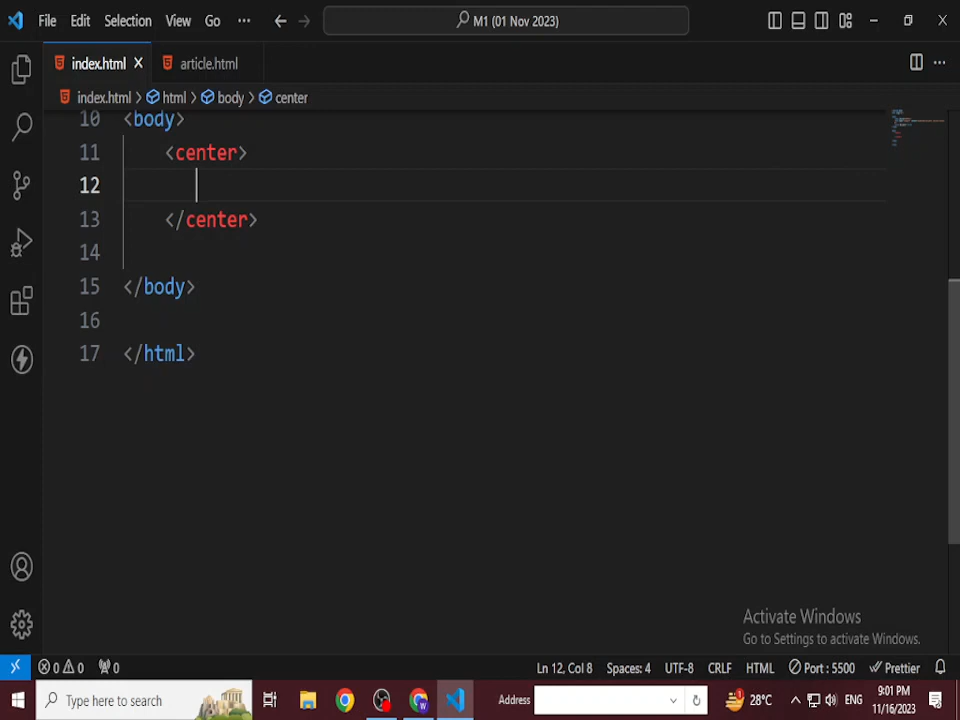 File Edit Selection View Go ··· M1 (01 Nov 2023)
index.html article.html
index.html > html > body > center
10 <body>
11 <center>
12
13 </center>
14
15 </body>
16
17 </html>
Activate Windows
Go to Settings to activate Windows.
0 0 0 Ln 12, Col 8 Spaces: 4 UTF-8 CRLF HTML Port : 5500 Prettier
Type here to search Address 1 28°C ENG 9:01 PM
11/16/2023